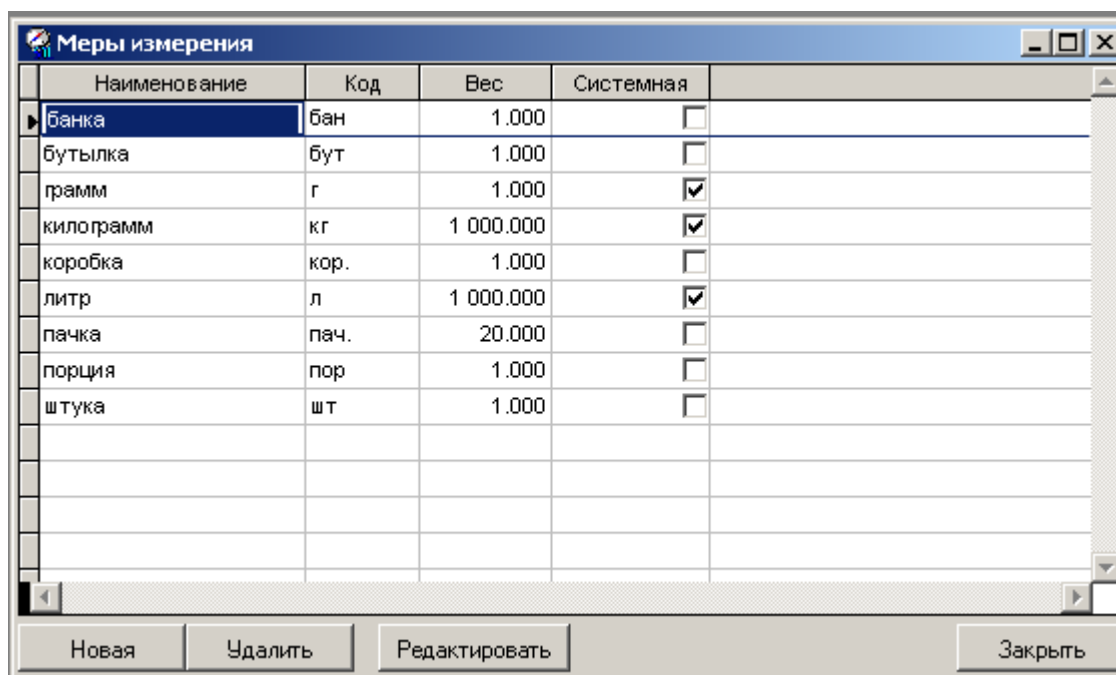 Меры измерения
Наименование Код Вес Системная
банка бан 1.000
бутылка бут 1.000
грамм г 1.000
килограмм кг 1 000.000
коробка кор. 1.000
литр л 1 000.000
пачка пач. 20.000
порция пор 1.000
штука шт 1.000
Новая Удалить Редактировать Закрыть